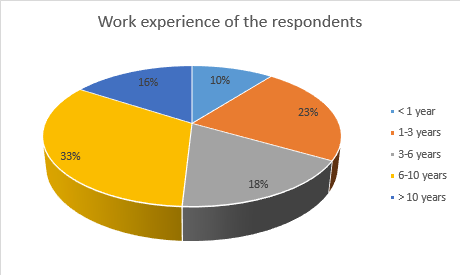 Work experience of the respondents
16%
10%
23%
33%
18%
< 1 year
1-3 years
3-6 years
6-10 years
> 10 years